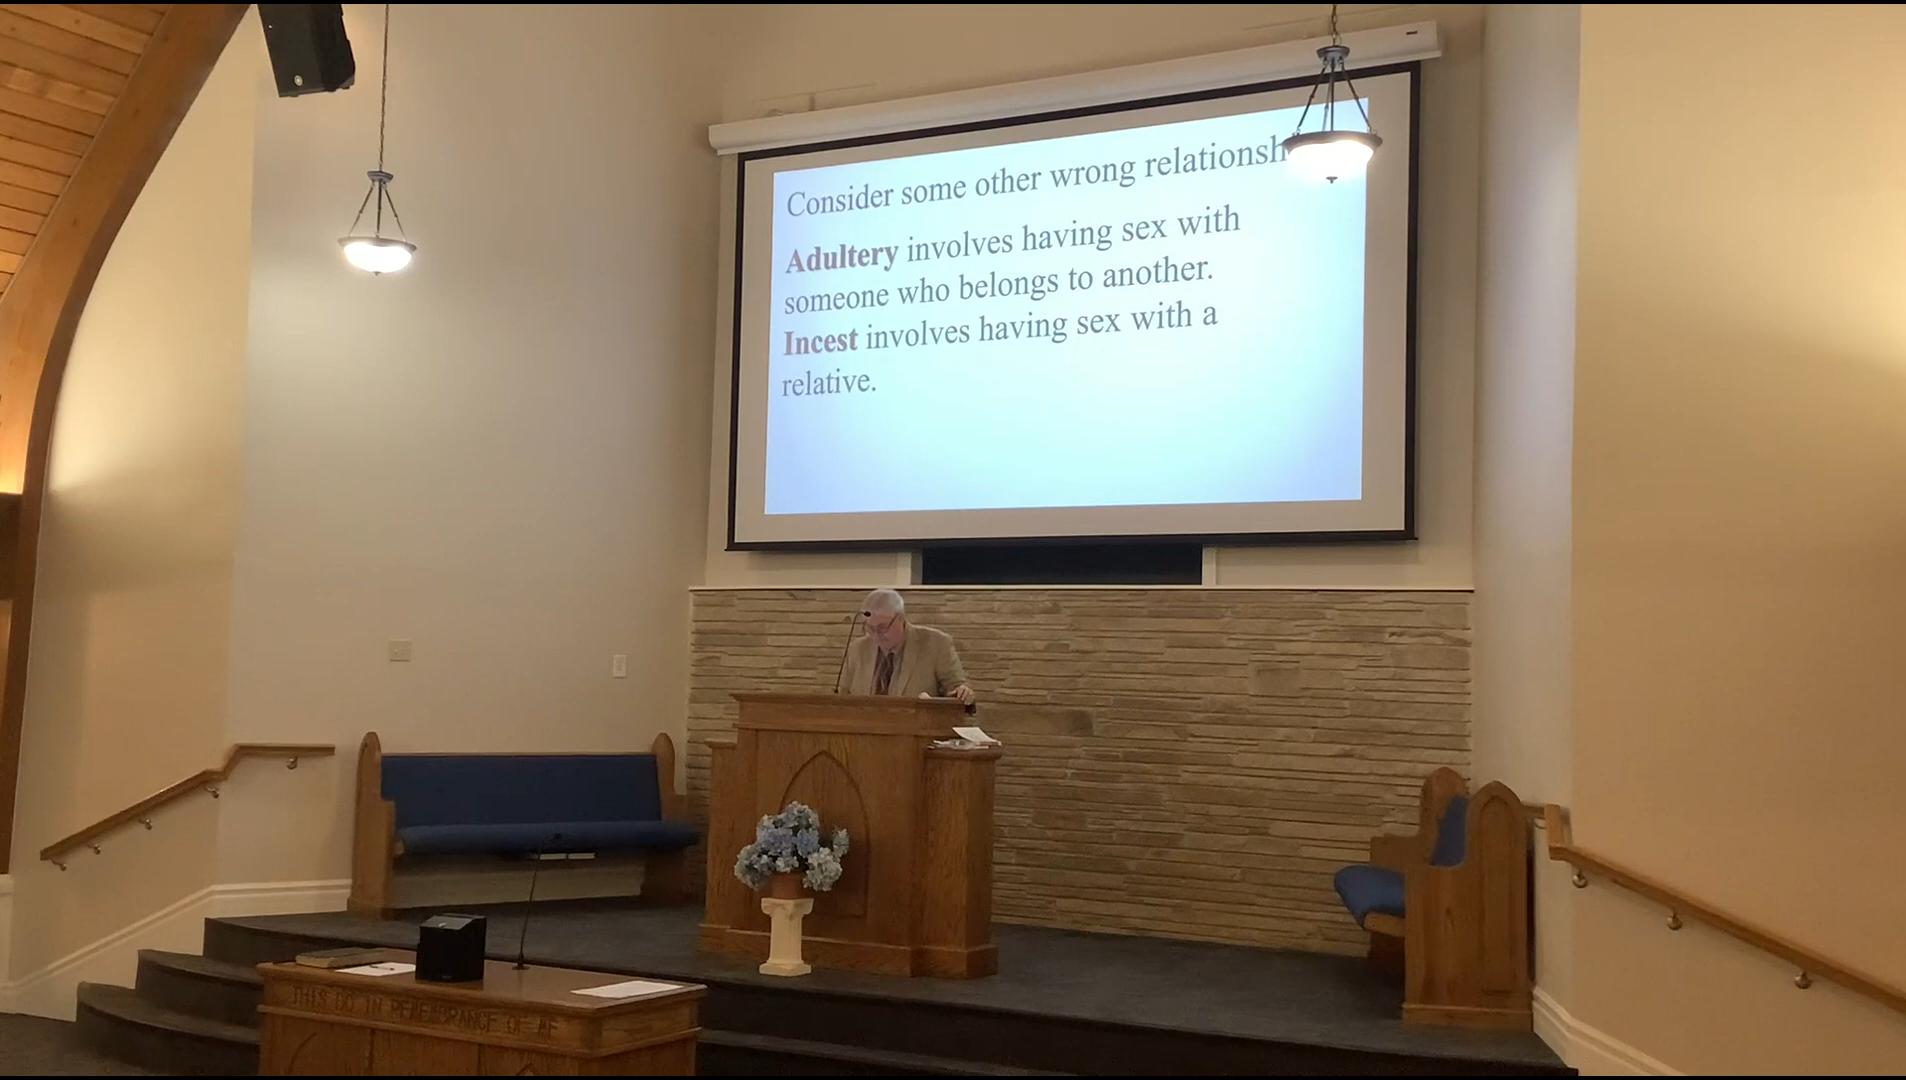 Consider some other wrong relationsh
Adultery involves having sex with
someone who belongs to another.
Incest involves having sex with a
relative.
THIS DO IN REMEMBRANCE OF ME